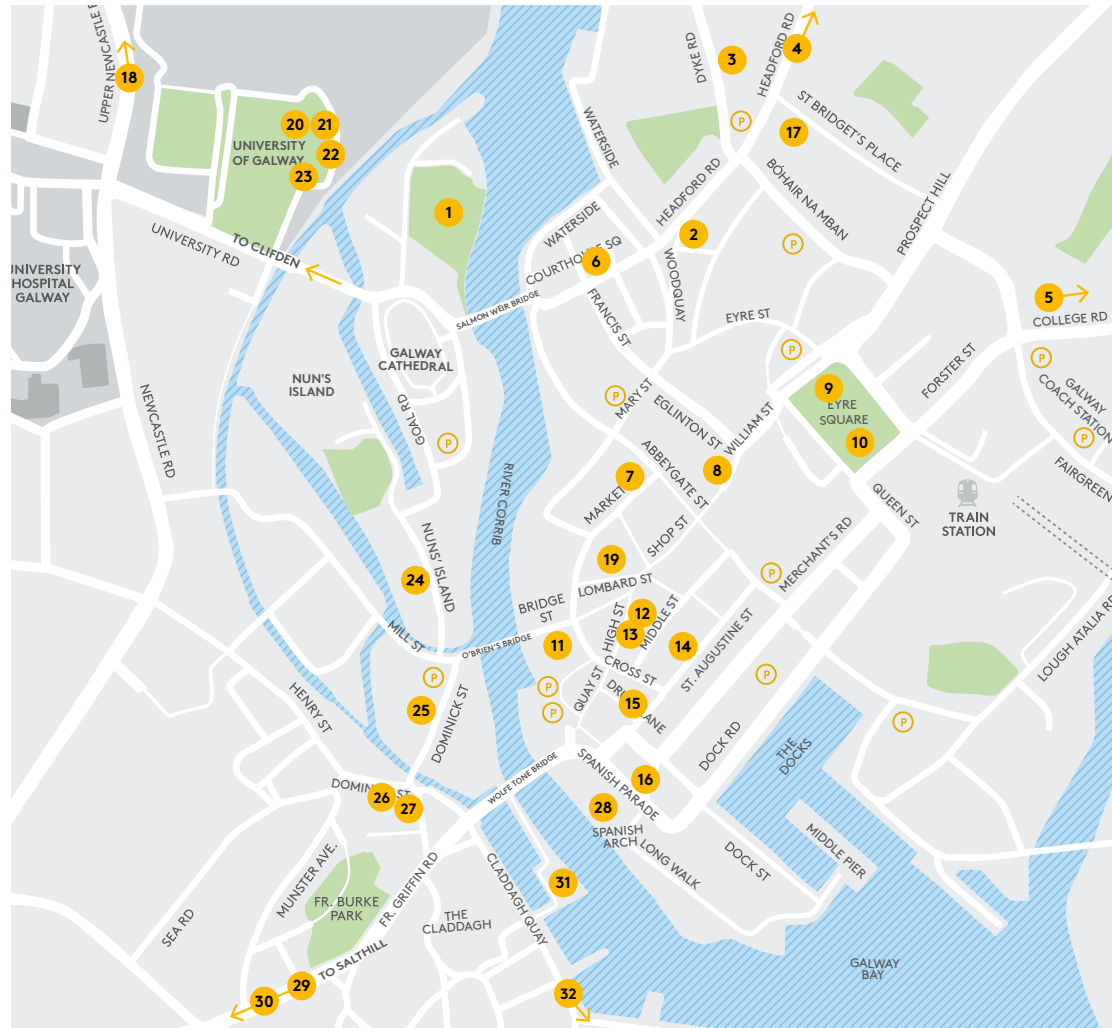 UPPER NEWCASTLE
18
20
21
UNIVERSITY
OF GALWAY
22
23
1
3
4
DYKE RD
HEADFORD RD
P
17
ST BRIDGET'S PLACE
WATERSIDE
HEADFORD RD
BÓHAIR NA MBAN
PROSPECT HILL
2
P
WATERSIDE
COURTHOUSE SQ
6
WOODQUAY
UNIVERSITY RD
TO CLIFDEN
UNIVERSITY
HOSPITAL
GALWAY
SALMON WEIR BRIDGE
FRANCIS ST
EYRE ST
5
COLLEGE RD
GALWAY
CATHEDRAL
NUN'S
ISLAND
P
FORSTER ST
P
GALWAY
COACH STATION
P
FAIRGREEN
9
EYRE
SQUARE
10
NEWCASTLE RD
GOAL RD
P
P
MARY ST
EGLINTON ST
WILLIAM ST
8
ABBEYGATE ST
7
MARKET
RIVER CORRIB
QUEEN ST
TRAIN
STATION
SHOP ST
MERCHANT'S RD
P
19
LOMBARD ST
24
NUNS' ISLAND
BRIDGE
ST
12
HIGH ST
13
MIDDLE ST
14
ST. AUGUSTINE ST
MILL ST
O'BRIEN'S BRIDGE
11
CROSS ST
LOUGH ATALIA RD
P
25
DOMINICK ST
P
P
QUAY ST
15
P
HENRY ST
DOCK RD
THE
DOCKS
P
WOLFE TONE BRIDGE
SPANISH PARADE
16
26
27
28
SPANISH
ARCH
LONG WALK
DOCK ST
MIDDLE PIER
MUNSTER AVE.
FR. GRIFFIN RD
CLADDAGH QUAY
31
FR. BURKE
PARK
THE
CLADDAGH
SEA RD
TO SALTHILL
29
30
32
GALWAY
BAY